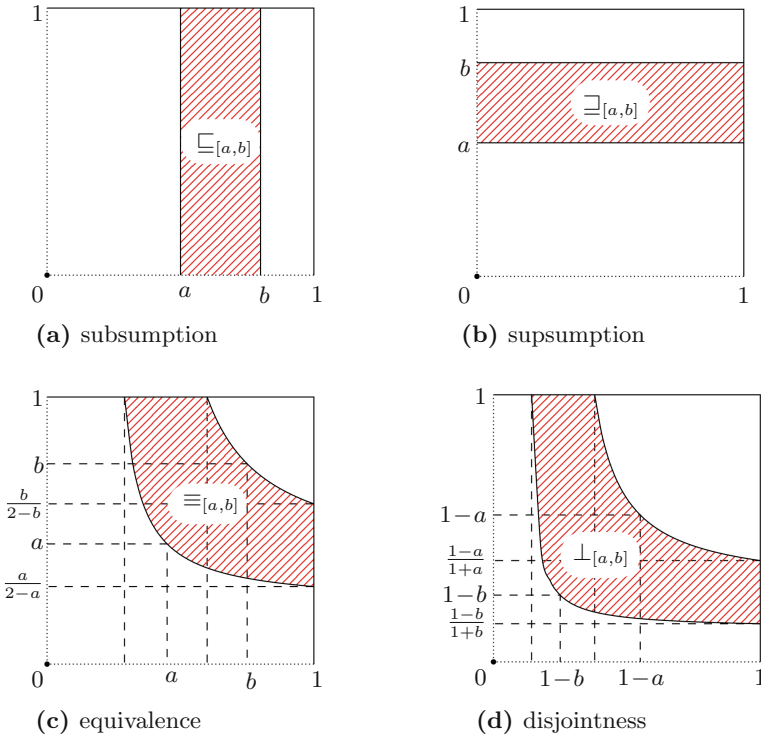 1
⊑[a,b]
0 a b 1
(a) subsumption
1
b
⊒[a,b]
a
0 1
(b) supsumption
1
b
b/(2−b)
≡[a,b]
a
a/(2−a)
0 a b 1
(c) equivalence
1
1−a
(1−a)/(1+a)
⊥[a,b]
1−b
(1−b)/(1+b)
0 1−b 1−a 1
(d) disjointness